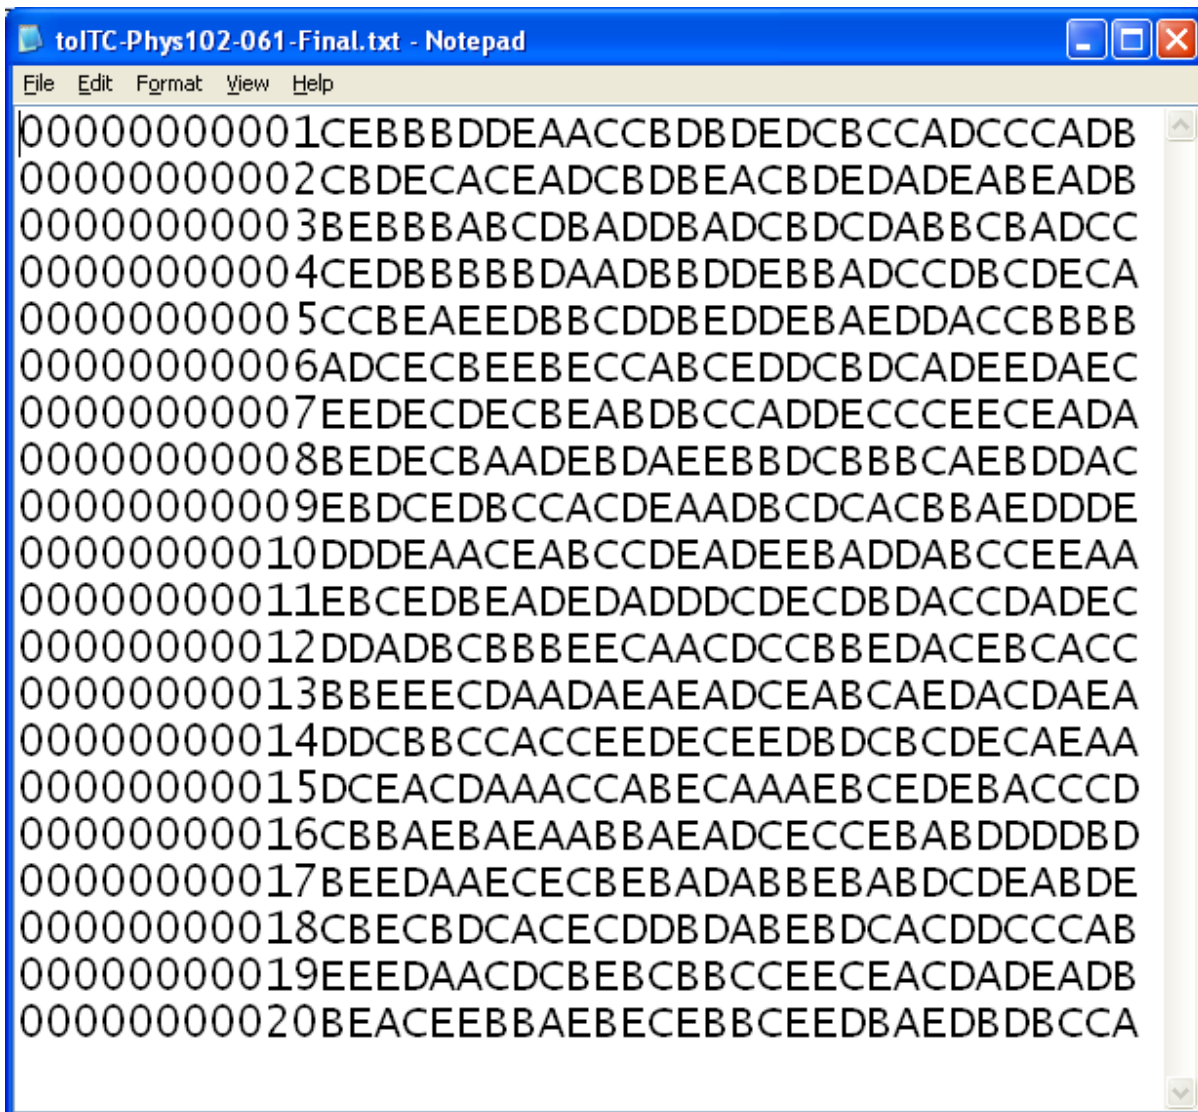 toITC-Phys102-061-Final.txt - Notepad
File Edit Format View Help
00000000001CEBBBDDEAACCBDBDEDCBCCADCCCADB
00000000002CBDECACEADCBDBEACBDEDADEABEADB
00000000003BEBBBABCDBADDBADCBDCDABBCBADCC
00000000004CEDBBBBBDAADBBDDEBBADCCDBCDECA
00000000005CCBEAEEDBBCDDBEDDEBAEDDACCBBBB
00000000006ADCECBEEBECCABCEDDCBDCADEEDAEC
00000000007EEDECDECBEABDBCCADDECCCEECEADA
00000000008BEDECBAADEBDAEEBBDCBBBCAEBDDAC
00000000009EBDCEDBCCACDEAADBCDCACBBAEDDDE
00000000010DDDEAACEABCCDEADEEBADDABCCEEAA
00000000011EBCEDBEADEDADDDCDECDBDACCDADEC
00000000012DDADBCBBBEECAACDCCBBEDACEBCACC
00000000013BBEEECDAADAEAEADCEABCAEDACDAEA
00000000014DDCBBCCACCEEDECEEDBDCBCDECAEAA
00000000015DCEACDAAACCABECAAAEBCEDEBACCCD
00000000016CBBAEBAEAABBAEADCECCEBABDDDDBD
00000000017BEEDAAECECBEBADABBEBABDCDEABDE
00000000018CBECBDCACECDDBDABEBDCACDDCCCAB
00000000019EEEDAACDCBEBCBBCCEECEACDADEADB
00000000020BEACEEBBAEBECEBBCEEDBAEDBDBCCA